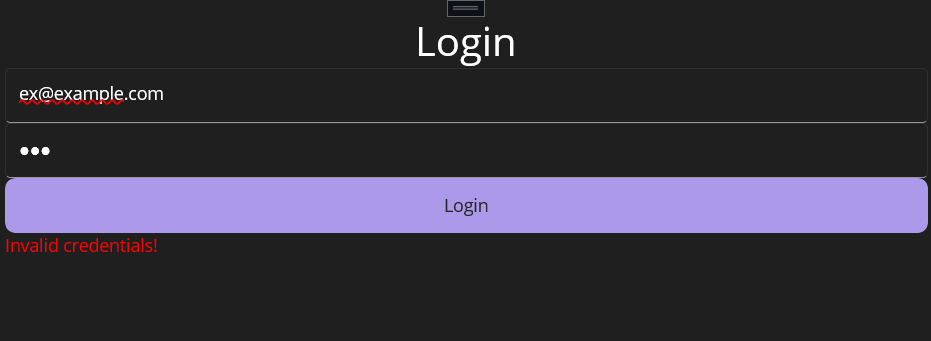 Login
ex@example.com
●●●
Login
Invalid credentials!